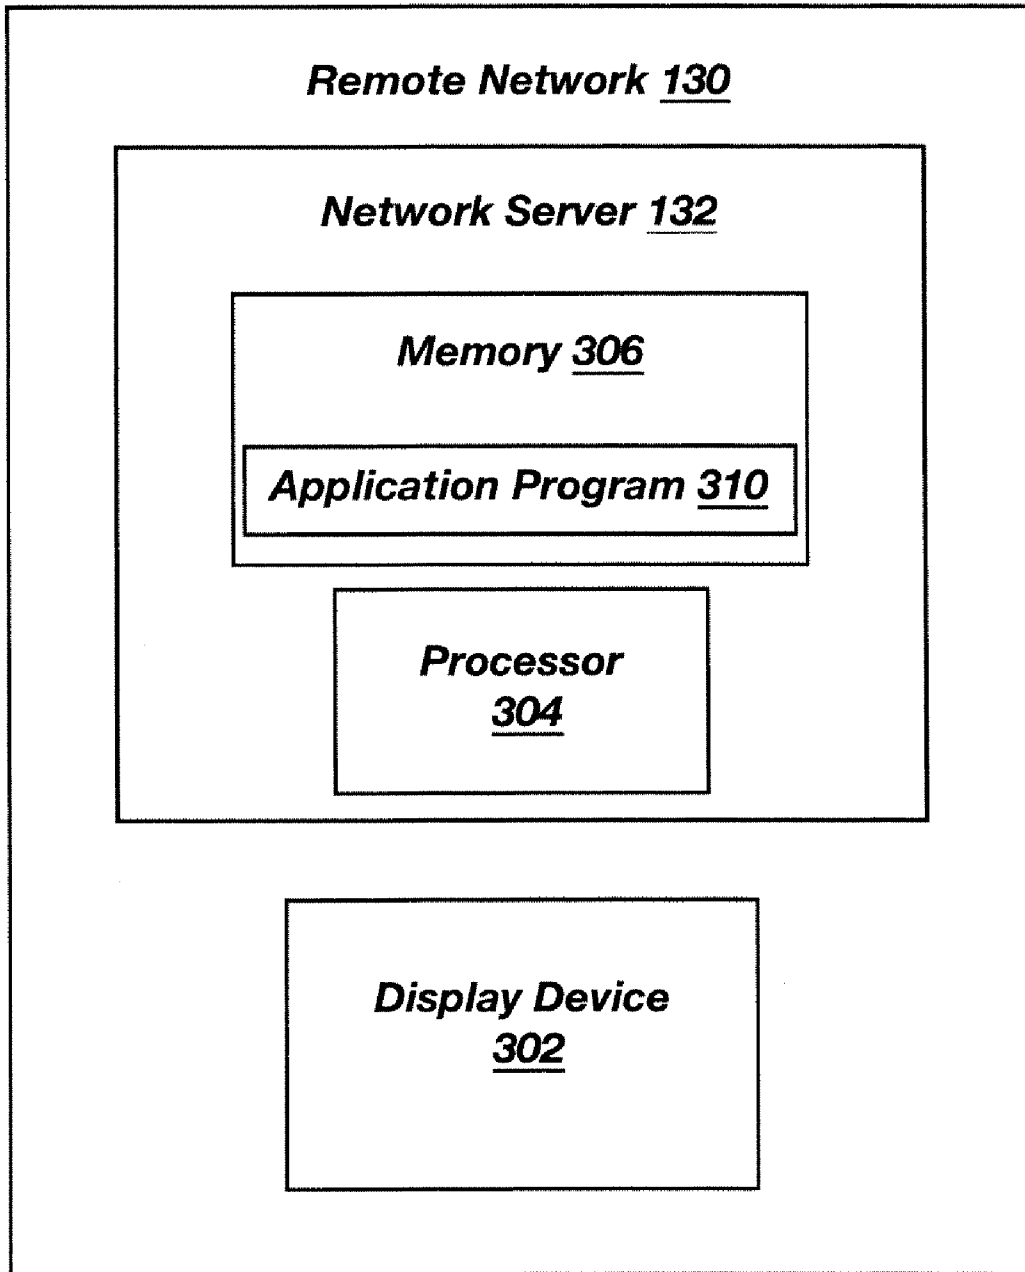 Remote Network 130
Network Server 132
Memory 306
Application Program 310
Processor
304
Display Device
302